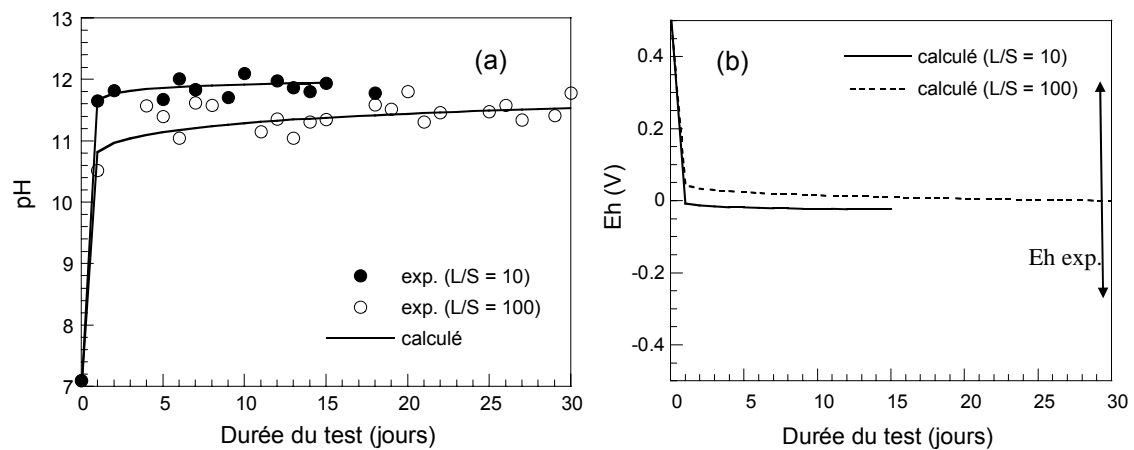 13
12
11
10
9
8
7
pH
(a)
exp. (L/S = 10)
exp. (L/S = 100)
calculé
0
5
10
15
20
25
30
Durée du test (jours)
0.4
0.2
0
-0.2
-0.4
Eh (V)
(b)
calculé (L/S = 10)
calculé (L/S = 100)
Eh exp.
0
5
10
15
20
25
30
Durée du test (jours)